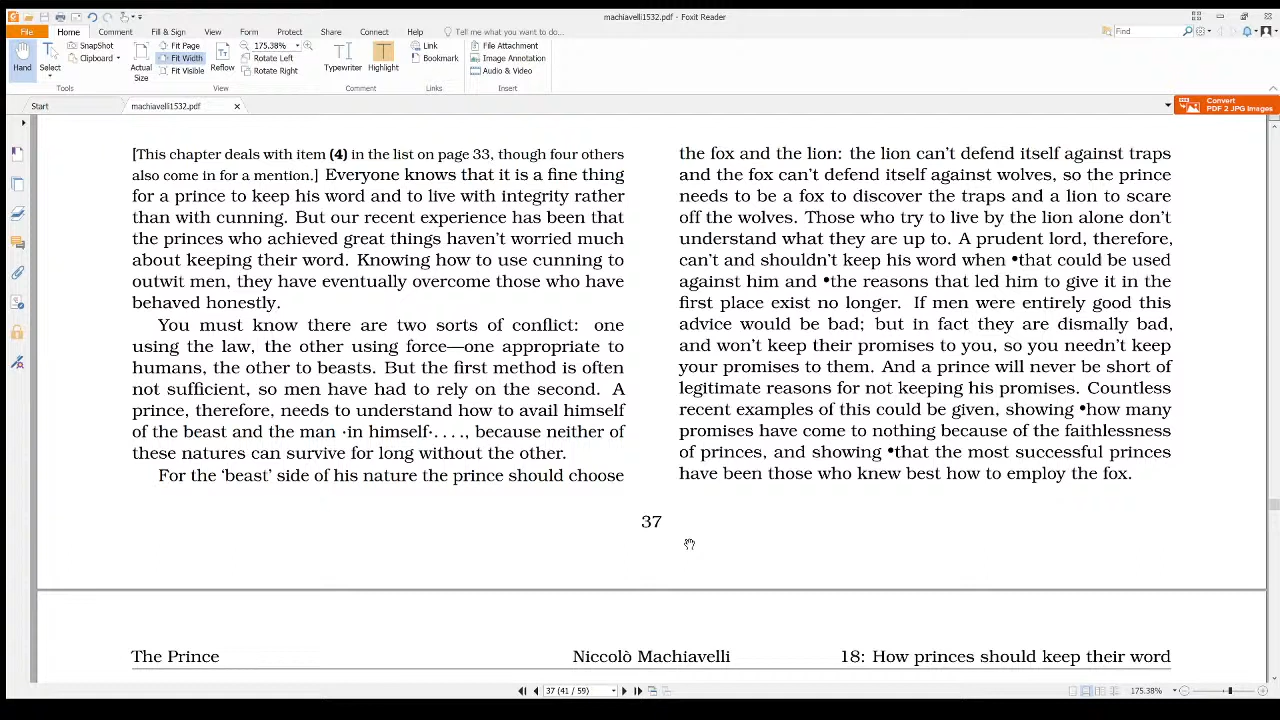 machiavelli1532.pdf - Foxit Reader
File Home Comment Fill & Sign View Form Protect Share Connect Help Tell me what you want to do... Find
Hand
Select
SnapShot
Clipboard
Tools
Actual Size
Fit Page
Fit Width
Fit Visible
Reflow
175.38%
Rotate Left
Rotate Right
View
Typewriter
Highlight
Comment
Link
Bookmark
Links
File Attachment
Image Annotation
Audio & Video
Insert
Start machiavelli1532.pdf
Convert
PDF 2 JPG Images
[This chapter deals with item (4) in the list on page 33, though four others
also come in for a mention.] Everyone knows that it is a fine thing
for a prince to keep his word and to live with integrity rather
than with cunning. But our recent experience has been that
the princes who achieved great things haven't worried much
about keeping their word. Knowing how to use cunning to
outwit men, they have eventually overcome those who have
behaved honestly.
You must know there are two sorts of conflict: one
using the law, the other using force—one appropriate to
humans, the other to beasts. But the first method is often
not sufficient, so men have had to rely on the second. A
prince, therefore, needs to understand how to avail himself
of the beast and the man ·in himself·. . . ., because neither of
these natures can survive for long without the other.
For the 'beast' side of his nature the prince should choose
the fox and the lion: the lion can't defend itself against traps
and the fox can't defend itself against wolves, so the prince
needs to be a fox to discover the traps and a lion to scare
off the wolves. Those who try to live by the lion alone don't
understand what they are up to. A prudent lord, therefore,
can't and shouldn't keep his word when •that could be used
against him and •the reasons that led him to give it in the
first place exist no longer. If men were entirely good this
advice would be bad; but in fact they are dismally bad,
and won't keep their promises to you, so you needn't keep
your promises to them. And a prince will never be short of
legitimate reasons for not keeping his promises. Countless
recent examples of this could be given, showing •how many
promises have come to nothing because of the faithlessness
of princes, and showing •that the most successful princes
have been those who knew best how to employ the fox.
37
The Prince Niccolò Machiavelli 18: How princes should keep their word
37 (41 / 59) 175.38%